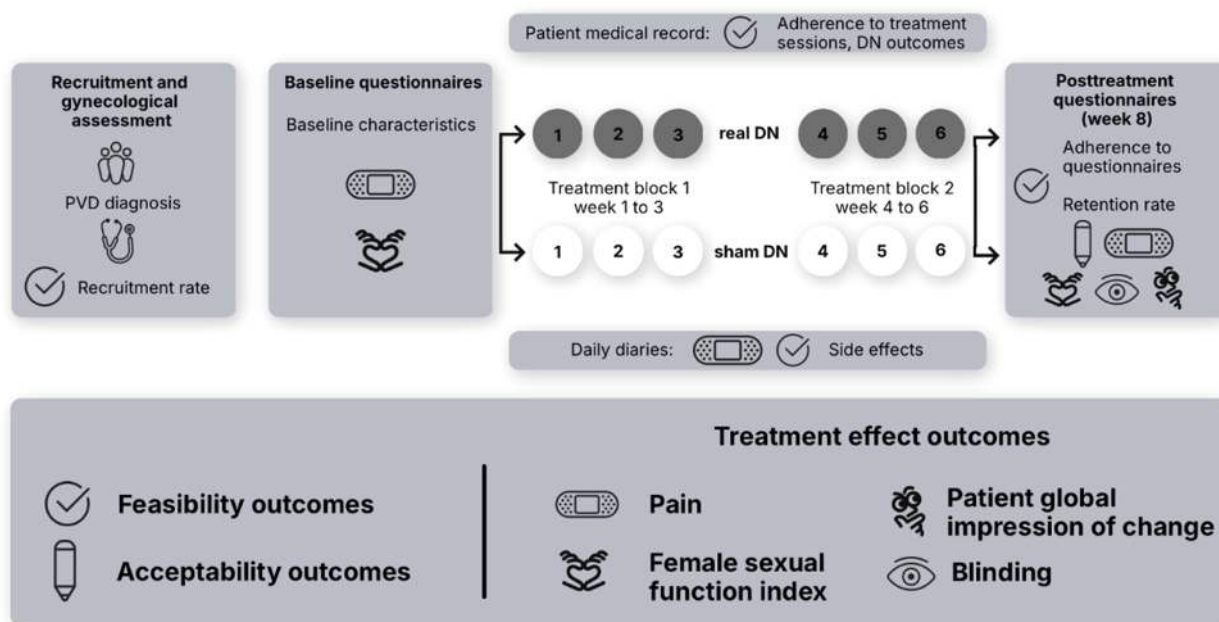 Patient medical record:
Adherence to treatment
sessions, DN outcomes
Recruitment and
gynecological
assessment
PVD diagnosis
Recruitment rate
Baseline questionnaires
Baseline characteristics
1 2 3 real DN 4 5 6
Treatment block 1
week 1 to 3
Treatment block 2
week 4 to 6
1 2 3 sham DN 4 5 6
Posttreatment
questionnaires
(week 8)
Adherence to
questionnaires
Retention rate
Daily diaries: Side effects
Feasibility outcomes
Acceptability outcomes
Treatment effect outcomes
Pain
Female sexual
function index
Patient global
impression of change
Blinding